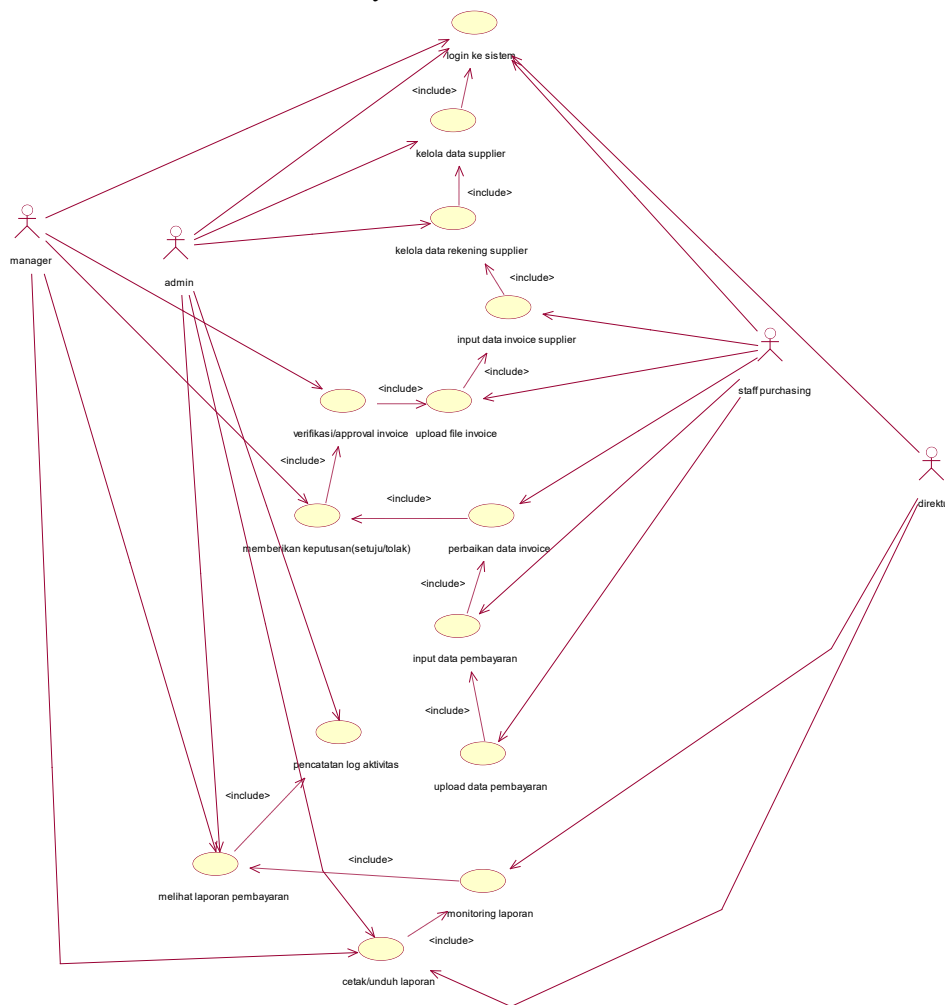 login ke sistem
<include>
kelola data supplier
<include>
manager
kelola data rekening supplier
admin
<include>
input data invoice supplier
<include>
<include>
staff purchasing
verifikasi/approval invoice
upload file invoice
<include>
<include>
direktu
memberikan keputusan(setuju/tolak)
perbaikan data invoice
<include>
input data pembayaran
<include>
pencatatan log aktivitas
upload data pembayaran
<include>
<include>
melihat laporan pembayaran
monitoring laporan
<include>
cetak/unduh laporan